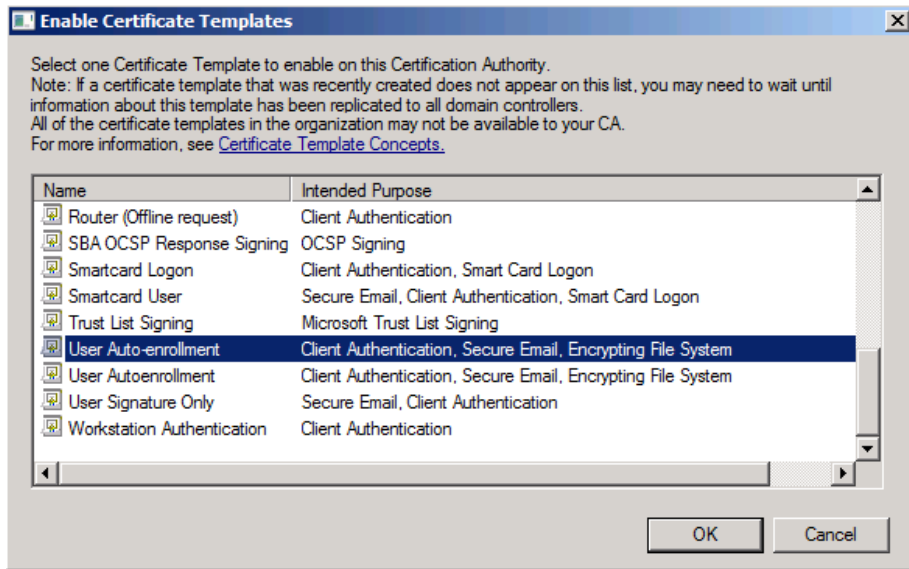 Enable Certificate Templates
Select one Certificate Template to enable on this Certification Authority.
Note: If a certificate template that was recently created does not appear on this list, you may need to wait until
information about this template has been replicated to all domain controllers.
All of the certificate templates in the organization may not be available to your CA.
For more information, see Certificate Template Concepts.
Name Intended Purpose
Router (Offline request) Client Authentication
SBA OCSP Response Signing OCSP Signing
Smartcard Logon Client Authentication, Smart Card Logon
Smartcard User Secure Email, Client Authentication, Smart Card Logon
Trust List Signing Microsoft Trust List Signing
User Auto-enrollment Client Authentication, Secure Email, Encrypting File System
User Autoenrollment Client Authentication, Secure Email, Encrypting File System
User Signature Only Secure Email, Client Authentication
Workstation Authentication Client Authentication
OK Cancel